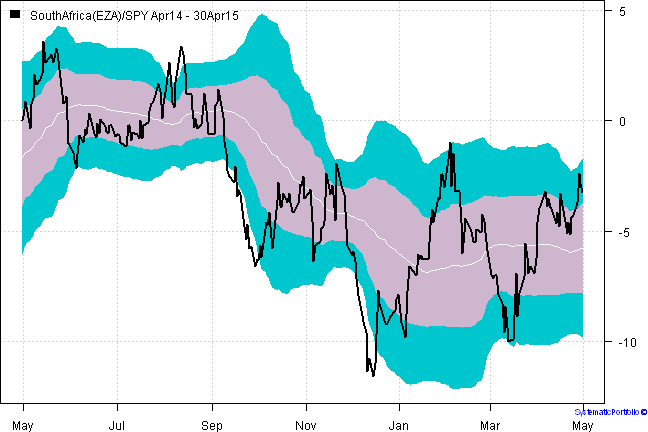 SouthAfrica(EZA)/SPY Apr14 - 30Apr15
5
0
-5
-10
May Jul Sep Nov Jan Mar May
SystematicPortfolio ©